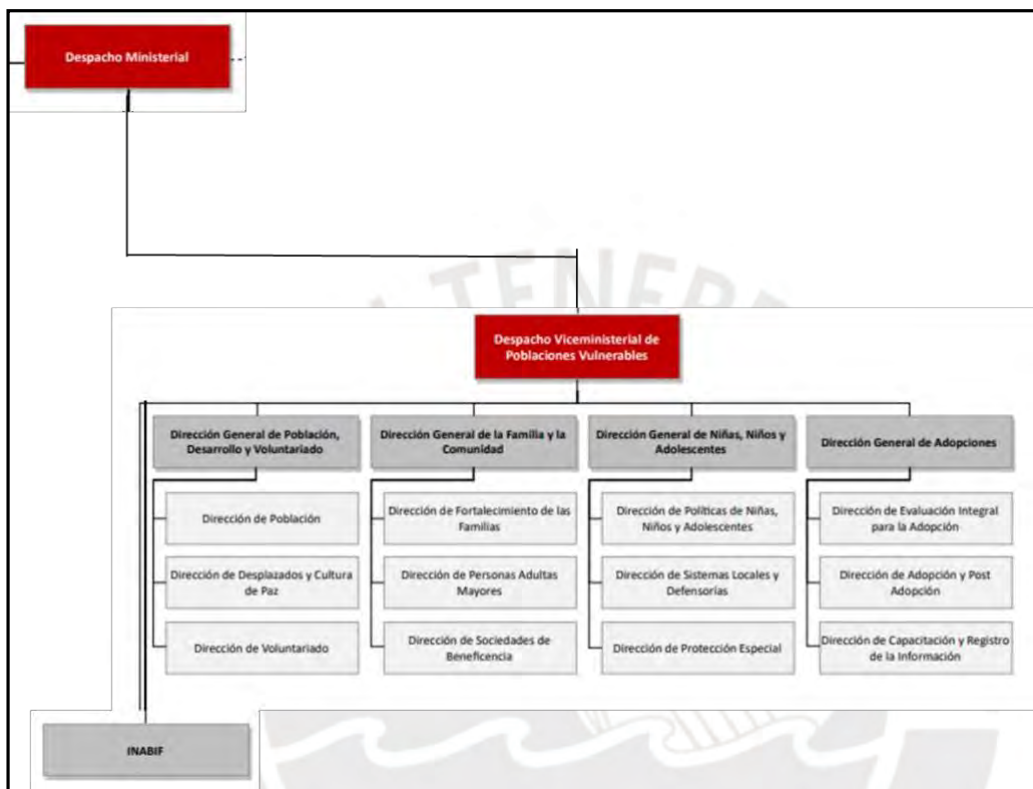 Despacho Ministerial
TENEBR
Despacho Viceministerial de
Poblaciones Vulnerables
Dirección General de Población,
Desarrollo y Voluntariado
Dirección General de la Familia y la
Comunidad
Dirección General de Niñas, Niños y
Adolescentes
Dirección General de Adopciones
Dirección de Población
Dirección de Fortalecimiento de las
Familias
Dirección de Políticas de Niñas,
Niños y Adolescentes
Dirección de Evaluación Integral
para la Adopción
Dirección de Desplazados y Cultura
de Paz
Dirección de Personas Adultas
Mayores
Dirección de Sistemas Locales y
Defensorías
Dirección de Adopción y Post
Adopción
Dirección de Voluntariado
Dirección de Sociedades de
Beneficencia
Dirección de Protección Especial
Dirección de Capacitación y Registro
de la Información
INABIF